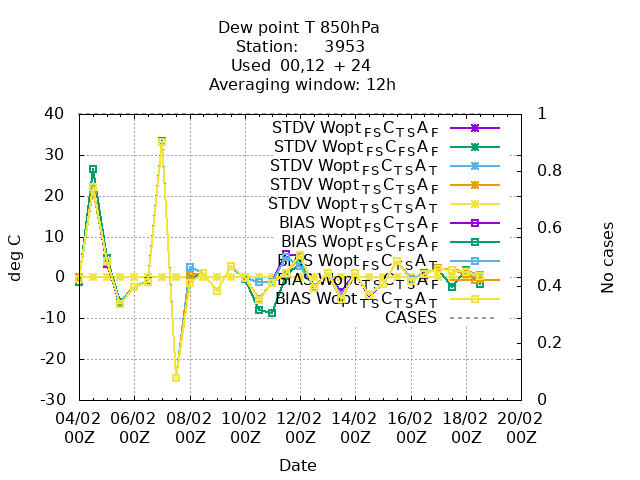 Dew point T 850hPa
Station: 3953
Used 00,12 + 24
Averaging window: 12h
40 1
STDV Wopt FS C TS A F
STDV Wopt FS C FS A F
30 0.8
STDV Wopt FS C TS A T
STDV Wopt TS C TS A F
20
STDV Wopt TS C TS A T
BIAS Wopt FS C TS A F
0.6
10
BIAS Wopt FS C FS A F
BIAS Wopt FS C TS A T
0 0.4
BIAS Wopt TS C TS A F
BIAS Wopt TS C TS A T
-10
CASES
-20 0.2
-30 0
deg C
No cases
04/02 06/02 08/02 10/02 12/02 14/02 16/02 18/02 20/02
00Z 00Z 00Z 00Z 00Z 00Z 00Z 00Z 00Z
Date